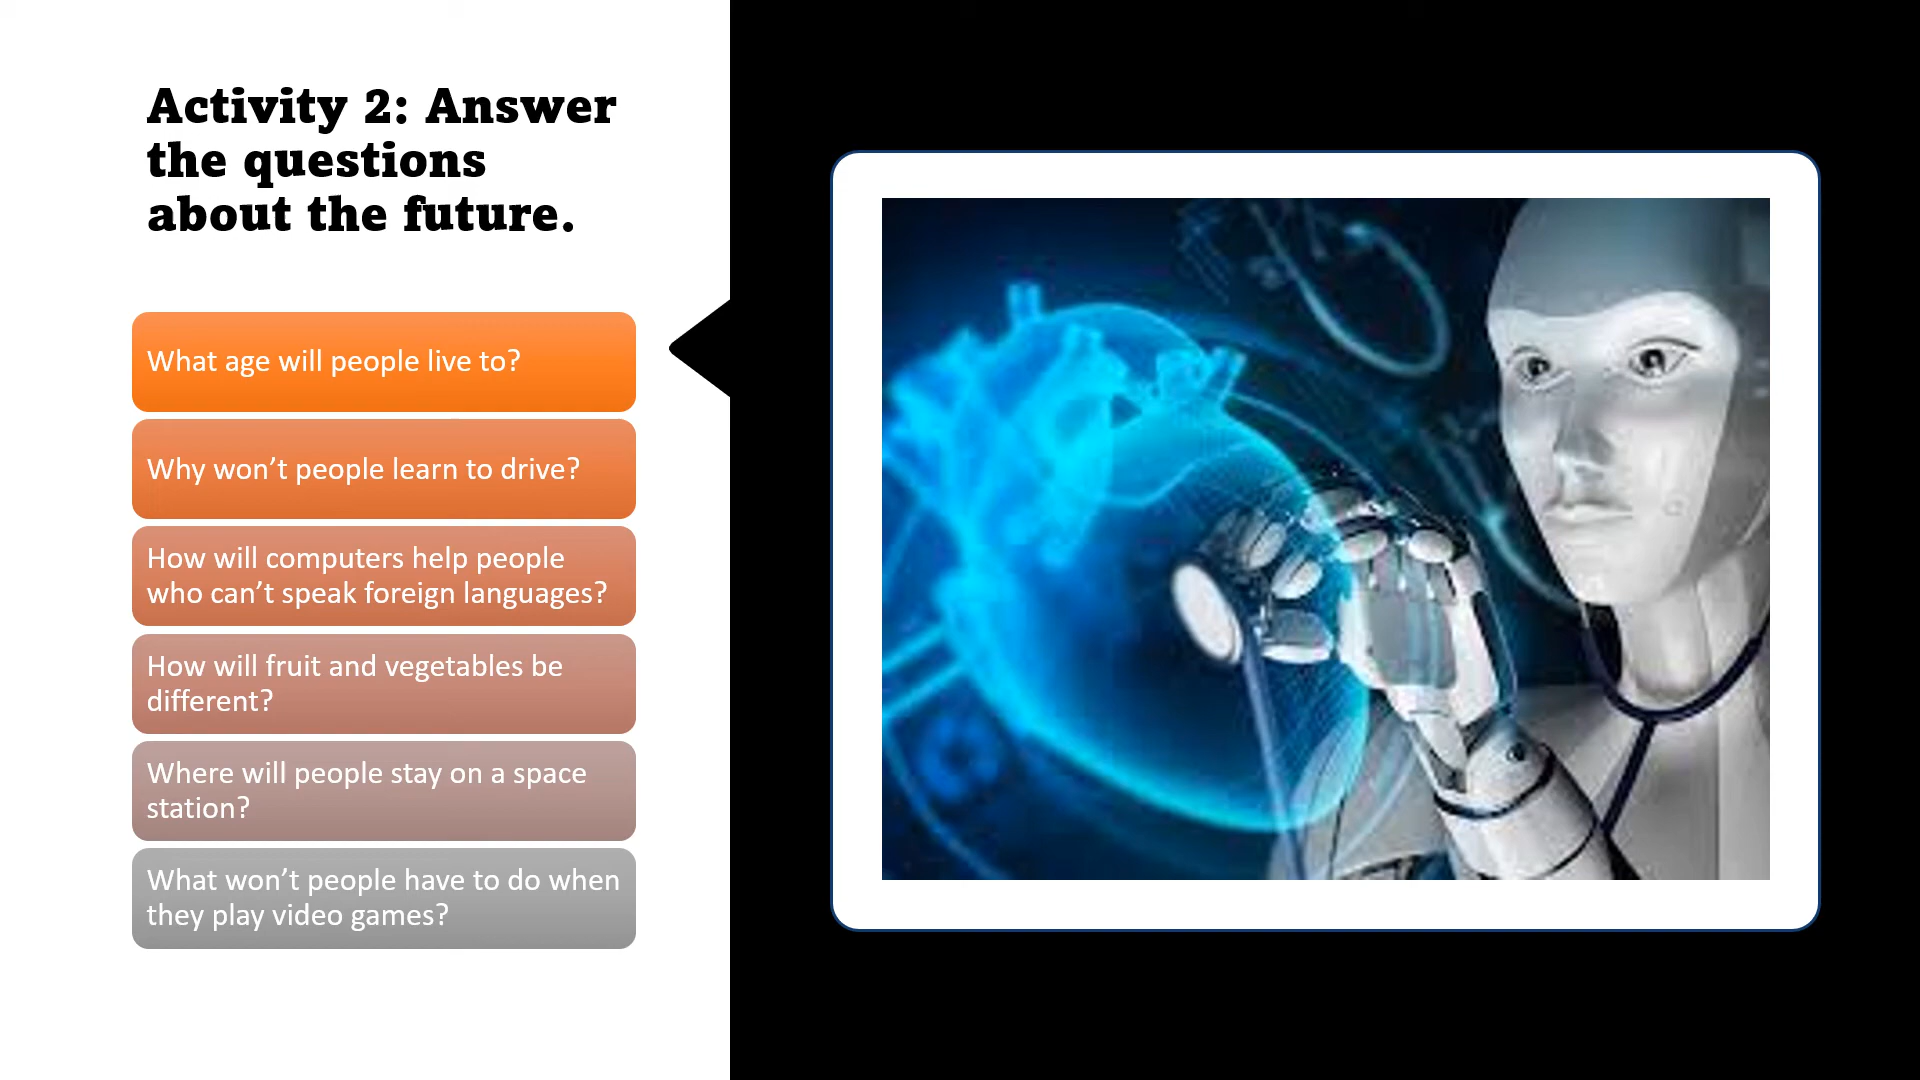 Activity 2: Answer
the questions
about the future.
What age will people live to?
Why won’t people learn to drive?
How will computers help people
who can’t speak foreign languages?
How will fruit and vegetables be
different?
Where will people stay on a space
station?
What won’t people have to do when
they play video games?